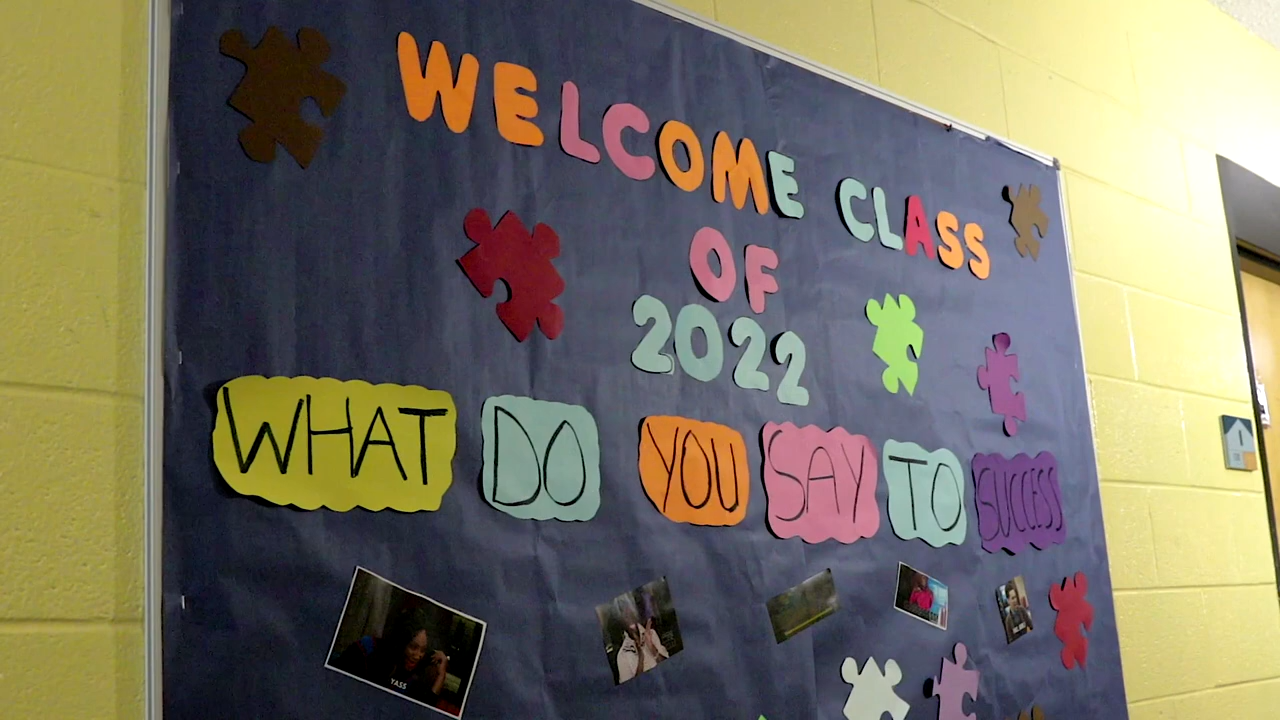 WELCOME CLASS
OF
2022
WHAT DO YOU SAY TO SUCCESS
YASS